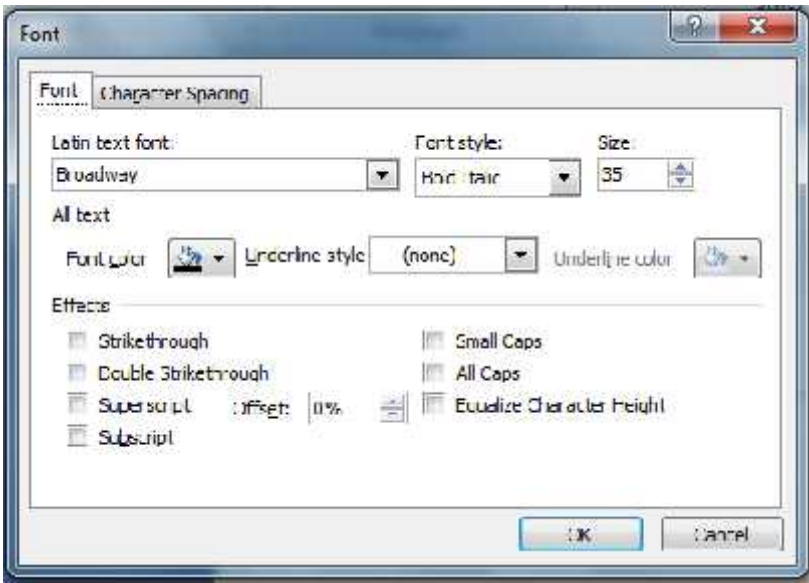 Font
Font Character Spacing
Latin text font: Font style: Size:
Broadway Bold Italic 35
All text
Font color Underline style (none) Underline color
Effects
Strikethrough Small Caps
Double Strikethrough All Caps
Superscript Offset: 0% Equalize Character Height
Subscript
OK Cancel